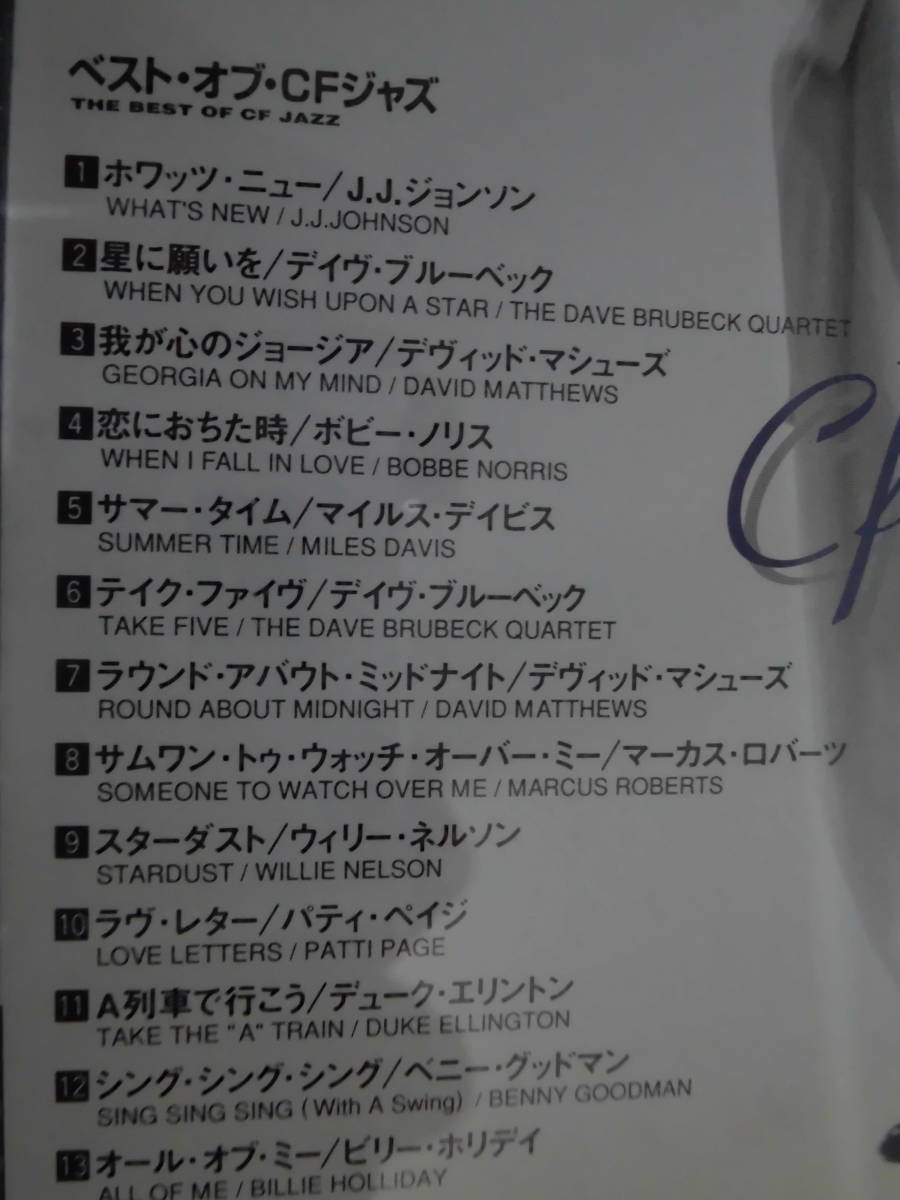 ベスト・オブ・CFジャズ
THE BEST OF CF JAZZ
1 ホワッツ・ニュー/J.J.ジョンソン
WHAT'S NEW / J.J.JOHNSON
2 星に願いを/デイヴ・ブルーベック
WHEN YOU WISH UPON A STAR / THE DAVE BRUBECK QUARTET
3 我が心のジョージア/デヴィッド・マシューズ
GEORGIA ON MY MIND / DAVID MATTHEWS
4 恋におちた時/ボビー・ノリス
WHEN I FALL IN LOVE / BOBBE NORRIS
5 サマー・タイム/マイルス・デイビス
SUMMER TIME / MILES DAVIS
6 テイク・ファイヴ/デイヴ・ブルーベック
TAKE FIVE / THE DAVE BRUBECK QUARTET
7 ラウンド・アバウト・ミッドナイト/デヴィッド・マシューズ
ROUND ABOUT MIDNIGHT / DAVID MATTHEWS
8 サムワン・トゥ・ウォッチ・オーバー・ミー/マーカス・ロバーツ
SOMEONE TO WATCH OVER ME / MARCUS ROBERTS
9 スターダスト/ウィリー・ネルソン
STARDUST / WILLIE NELSON
10 ラヴ・レター/パティ・ペイジ
LOVE LETTERS / PATTI PAGE
11 A列車で行こう/デューク・エリントン
TAKE THE "A" TRAIN / DUKE ELLINGTON
12 シング・シング・シング/ベニー・グッドマン
SING SING SING (With A Swing) / BENNY GOODMAN
13 オール・オブ・ミー/ビリー・ホリデイ
ALL OF ME / BILLIE HOLLIDAY